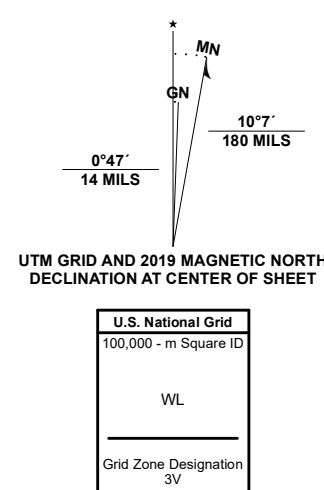 ★
MN
GN
10°7´
180 MILS
0°47´
14 MILS
UTM GRID AND 2019 MAGNETIC NORTH
DECLINATION AT CENTER OF SHEET
U.S. National Grid
100,000 - m Square ID
WL
Grid Zone Designation
3V